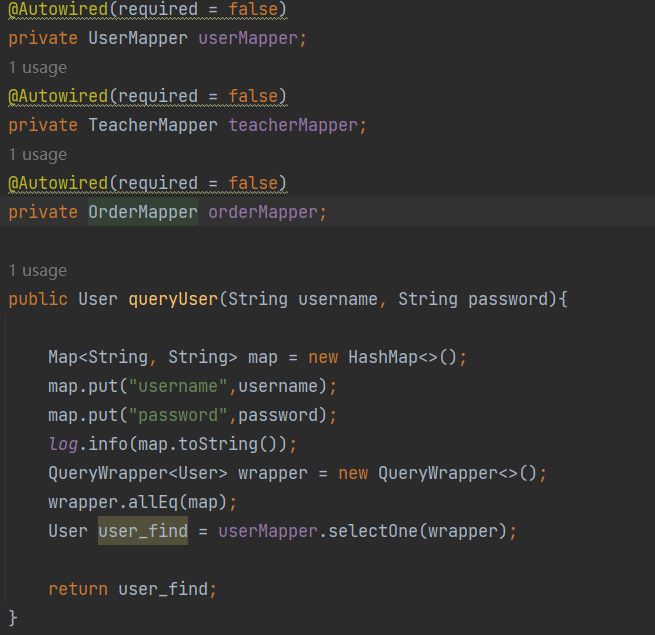 @Autowired(required = false)
private UserMapper userMapper;
1 usage
@Autowired(required = false)
private TeacherMapper teacherMapper;
1 usage
@Autowired(required = false)
private OrderMapper orderMapper;
1 usage
public User queryUser(String username, String password){
Map<String, String> map = new HashMap<>();
map.put("username",username);
map.put("password",password);
log.info(map.toString());
QueryWrapper<User> wrapper = new QueryWrapper<>();
wrapper.allEq(map);
User user_find = userMapper.selectOne(wrapper);
return user_find;
}